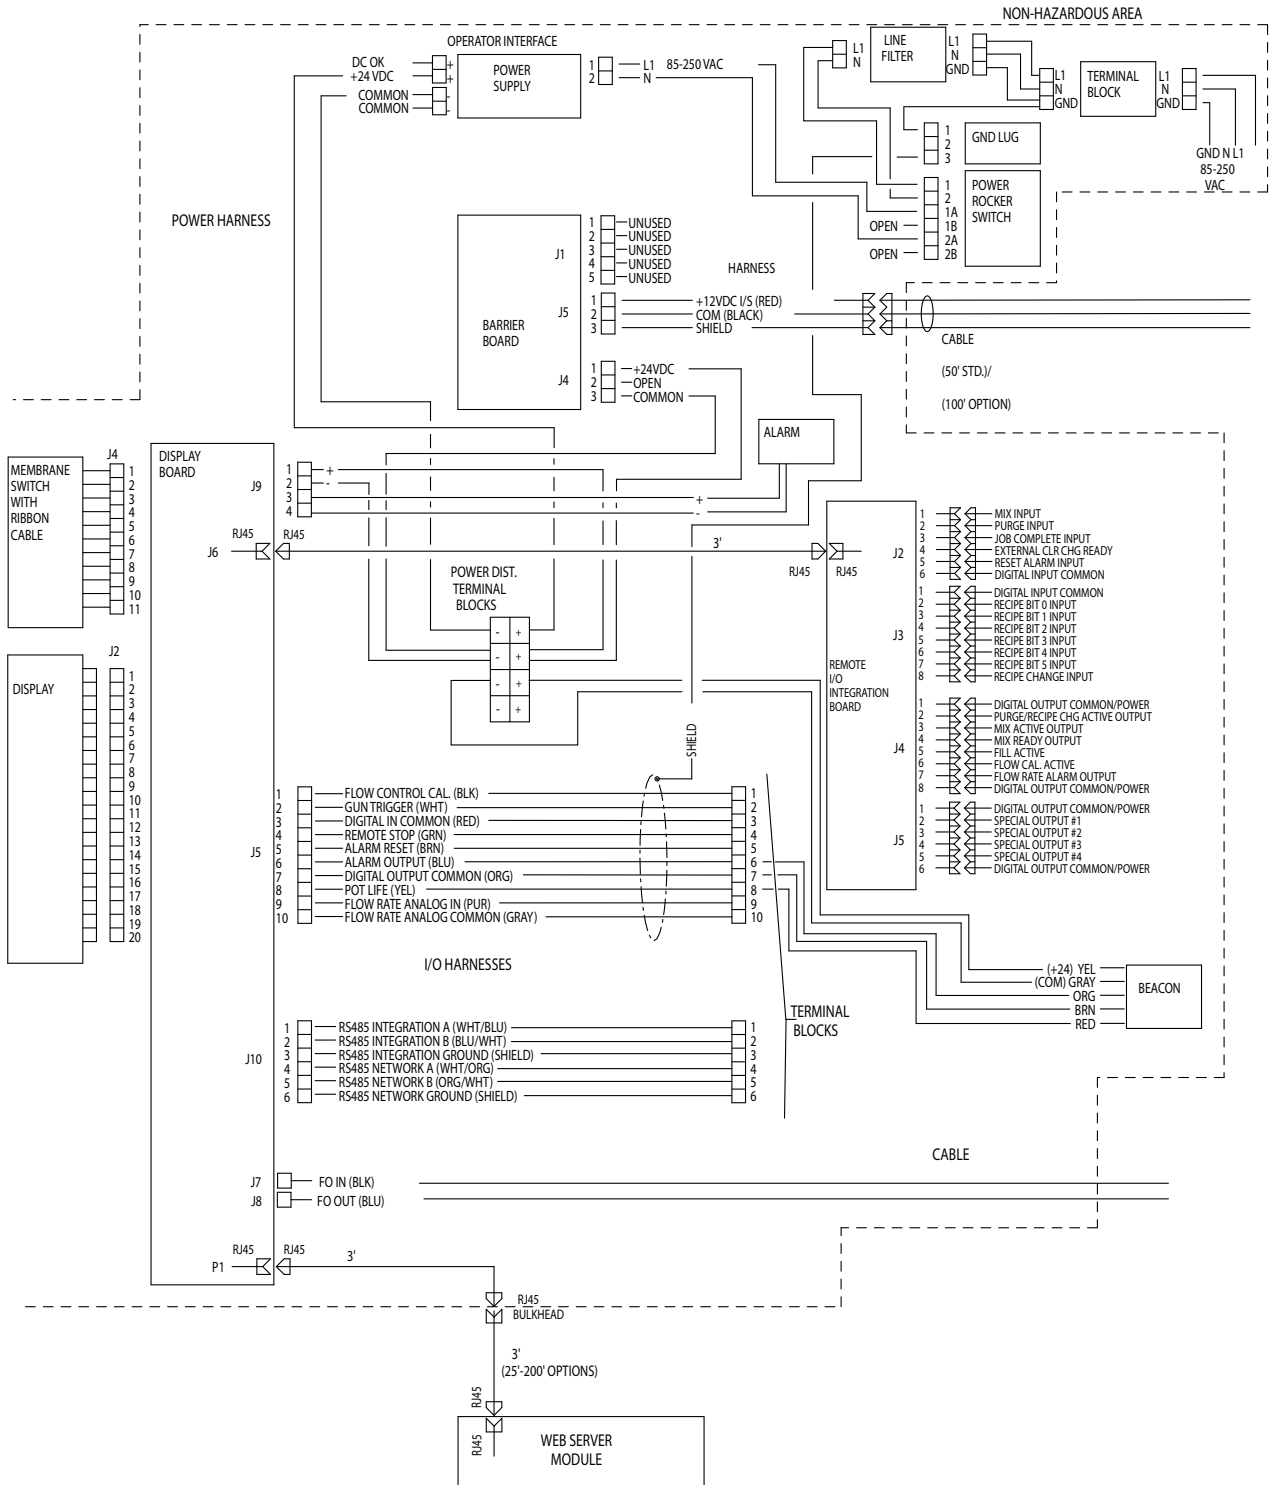 NON-HAZARDOUS AREA
OPERATOR INTERFACE
DC OK
+24 VDC
COMMON
COMMON
+
+
-
-
POWER
SUPPLY
1
2
L1 85-250 VAC
N
L1
N
LINE
FILTER
L1
N
GND
L1
N
GND
TERMINAL
BLOCK
L1
N
GND
GND N L1
85-250
VAC
1
2
3
GND LUG
1
2
1A
1B
2A
2B
OPEN
OPEN
POWER
ROCKER
SWITCH
POWER HARNESS
BARRIER
BOARD
J1
1 UNUSED
2 UNUSED
3 UNUSED
4 UNUSED
5 UNUSED
HARNESS
J5
1 +12VDC I/S (RED)
2 COM (BLACK)
3 SHIELD
J4
1 +24VDC
2 OPEN
3 COMMON
CABLE
(50' STD.)/
(100' OPTION)
ALARM
MEMBRANE
SWITCH
WITH
RIBBON
CABLE
J4
1
2
3
4
5
6
7
8
9
10
11
DISPLAY
BOARD
J9
1 +
2 -
3
4
+
-
J6
RJ45
RJ45
3'
RJ45
RJ45
POWER DIST.
TERMINAL
BLOCKS
- +
- +
- +
- +
SHIELD
REMOTE
I/O
INTEGRATION
BOARD
J2
1 MIX INPUT
2 PURGE INPUT
3 JOB COMPLETE INPUT
4 EXTERNAL CLR CHG READY
5 RESET ALARM INPUT
6 DIGITAL INPUT COMMON
J3
1 DIGITAL INPUT COMMON
2 RECIPE BIT 0 INPUT
3 RECIPE BIT 1 INPUT
4 RECIPE BIT 2 INPUT
5 RECIPE BIT 3 INPUT
6 RECIPE BIT 4 INPUT
7 RECIPE BIT 5 INPUT
8 RECIPE CHANGE INPUT
J4
1 DIGITAL OUTPUT COMMON/POWER
2 PURGE/RECIPE CHG ACTIVE OUTPUT
3 MIX ACTIVE OUTPUT
4 MIX READY OUTPUT
5 FILL ACTIVE
6 FLOW CAL. ACTIVE
7 FLOW RATE ALARM OUTPUT
8 DIGITAL OUTPUT COMMON/POWER
J5
1 DIGITAL OUTPUT COMMON/POWER
2 SPECIAL OUTPUT #1
3 SPECIAL OUTPUT #2
4 SPECIAL OUTPUT #3
5 SPECIAL OUTPUT #4
6 DIGITAL OUTPUT COMMON/POWER
DISPLAY
J2
1
2
3
4
5
6
7
8
9
10
11
12
13
14
15
16
17
18
19
20
J5
1 FLOW CONTROL CAL. (BLK) 1
2 GUN TRIGGER (WHT) 2
3 DIGITAL IN COMMON (RED) 3
4 REMOTE STOP (GRN) 4
5 ALARM RESET (BRN) 5
6 ALARM OUTPUT (BLU) 6
7 DIGITAL OUTPUT COMMON (ORG) 7
8 POT LIFE (YEL) 8
9 FLOW RATE ANALOG IN (PUR) 9
10 FLOW RATE ANALOG COMMON (GRAY) 10
I/O HARNESSES
(+24) YEL
(COM) GRAY
ORG
BRN
RED
BEACON
TERMINAL
BLOCKS
J10
1 RS485 INTEGRATION A (WHT/BLU) 1
2 RS485 INTEGRATION B (BLU/WHT) 2
3 RS485 INTEGRATION GROUND (SHIELD) 3
4 RS485 NETWORK A (WHT/ORG) 4
5 RS485 NETWORK B (ORG/WHT) 5
6 RS485 NETWORK GROUND (SHIELD) 6
CABLE
J7 FO IN (BLK)
J8 FO OUT (BLU)
P1
RJ45
RJ45
3'
RJ45
BULKHEAD
3'
(25'-200' OPTIONS)
RJ45
RJ45
WEB SERVER
MODULE